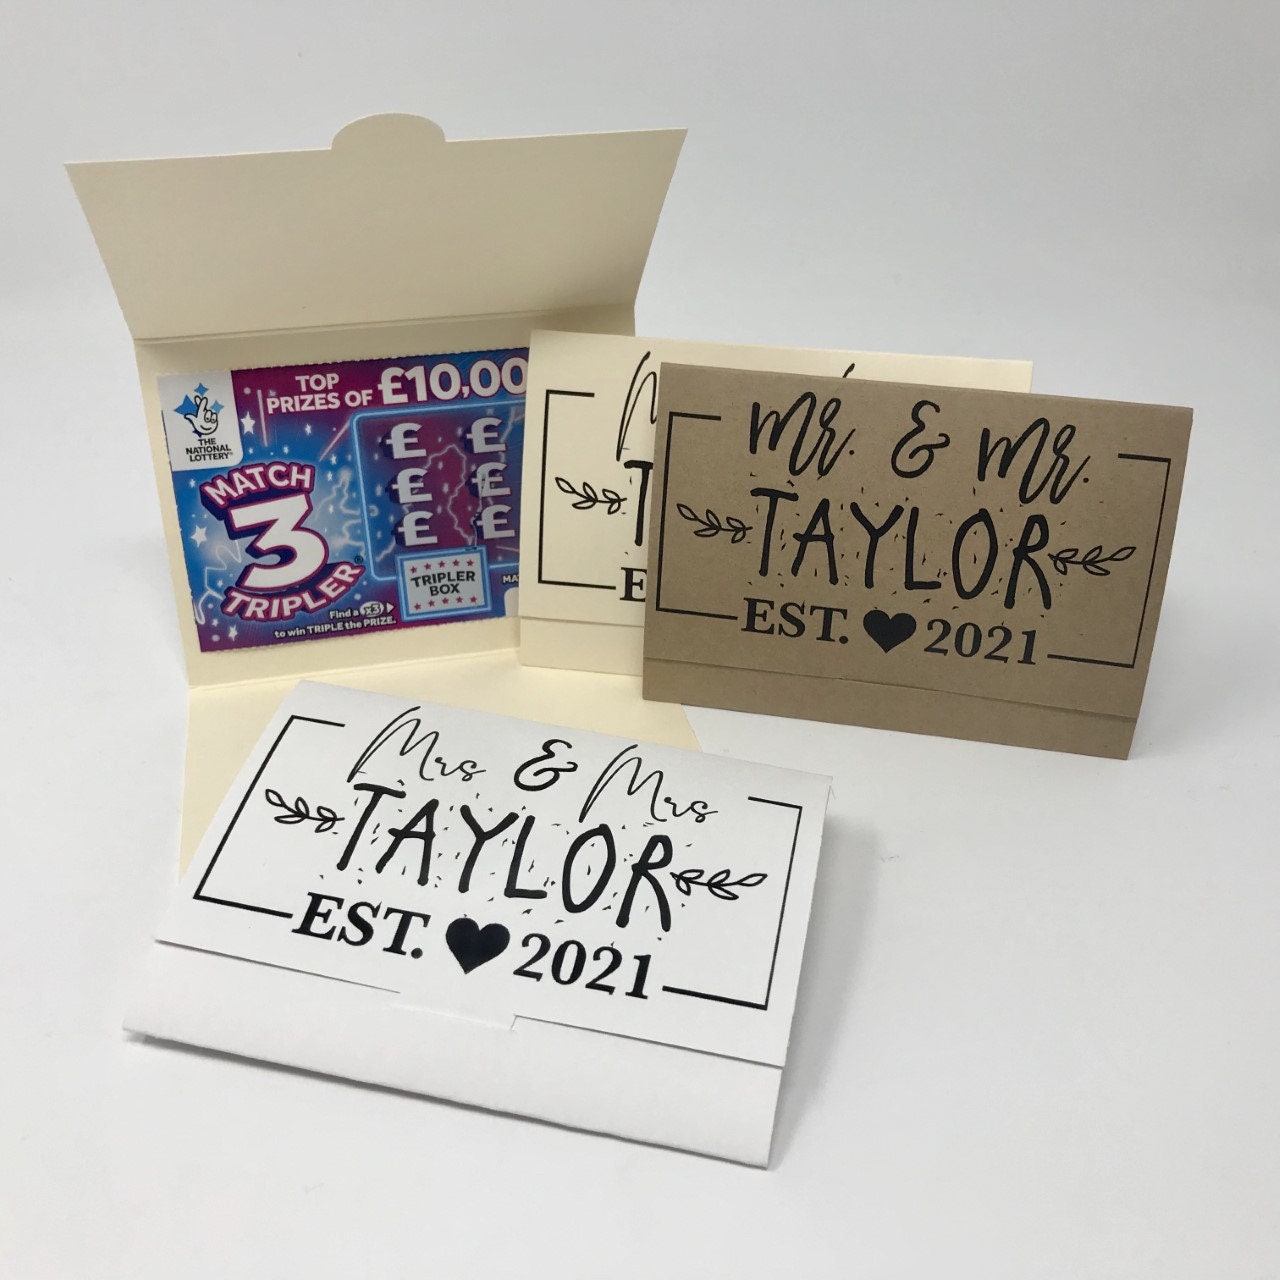 TOP
PRIZES OF £10,00
THE
NATIONAL
LOTTERY®
MATCH
3
TRIPLER®
£ £
£ £
£ £
TRIPLER
BOX
Find a x3
to win TRIPLE the PRIZE.
Mr. & Mr.
TAYLOR
EST. 2021
Mrs & Mrs
TAYLOR
EST. 2021